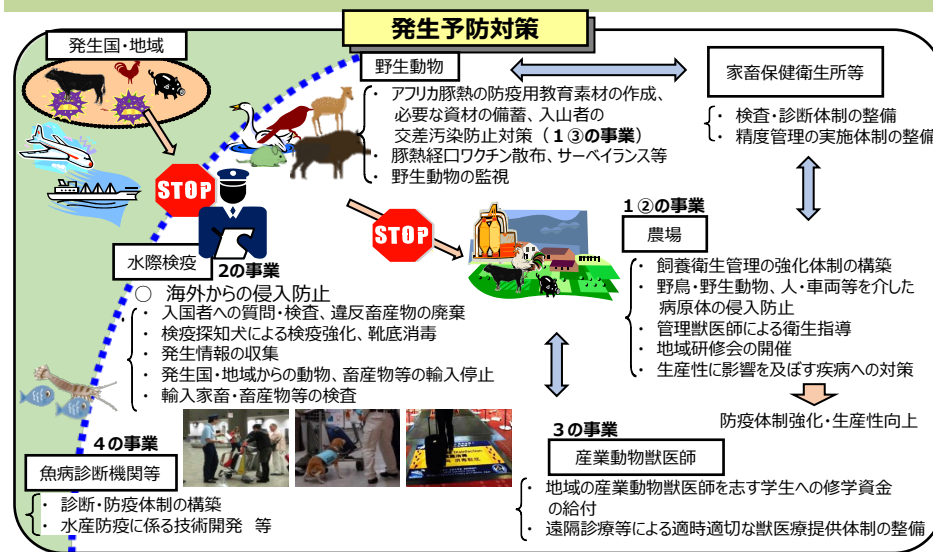 発生予防対策
発生国・地域
野生動物
・ アフリカ豚熱の防疫用教育素材の作成、
必要な資材の備蓄、入山者の
交差汚染防止対策（１③の事業）
・ 豚熱経口ワクチン散布、サーベイランス等
・ 野生動物の監視
家畜保健衛生所等
・ 検査・診断体制の整備
・ 精度管理の実施体制の整備
STOP
STOP
１②の事業
農場
・ 飼養衛生管理の強化体制の構築
・ 野鳥・野生動物、人・車両等を介した
病原体の侵入防止
・ 管理獣医師による衛生指導
・ 地域研修会の開催
・ 生産性に影響を及ぼす疾病への対策
防疫体制強化・生産性向上
水際検疫
２の事業
○ 海外からの侵入防止
・ 入国者への質問・検査、違反畜産物の廃棄
・ 検疫探知犬による検疫強化、靴底消毒
・ 発生情報の収集
・ 発生国・地域からの動物、畜産物等の輸入停止
・ 輸入家畜・畜産物等の検査
４の事業
魚病診断機関等
・ 診断・防疫体制の構築
・ 水産防疫に係る技術開発 等
３の事業
産業動物獣医師
・ 地域の産業動物獣医師を志す学生への修学資金
の給付
・ 遠隔診療等による適時適切な獣医療提供体制の整備